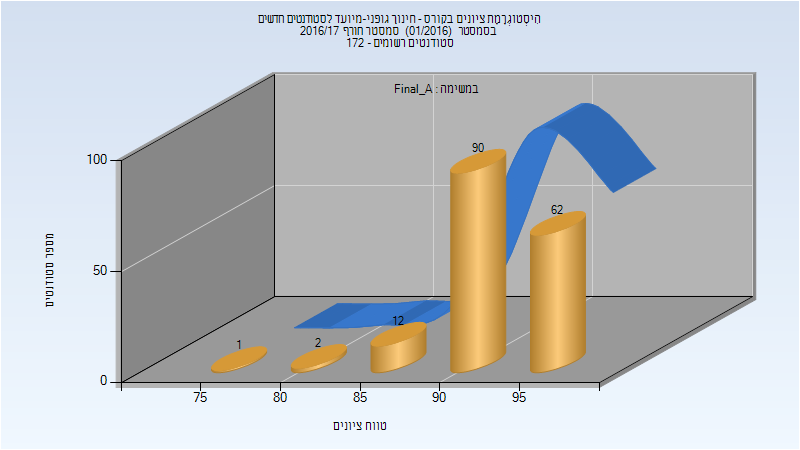 היסטוגרמת ציונים בקורס - חינוך גופני-מיועד לסטודנטים חדשים
בסמסטר (01/2016) סמסטר חורף 2016/17
סטודנטים רשומים - 172
במשימה : Final_A
90
62
12
2
1
100
50
0
מספר סטודנטים
75 80 85 90 95
טווח ציונים